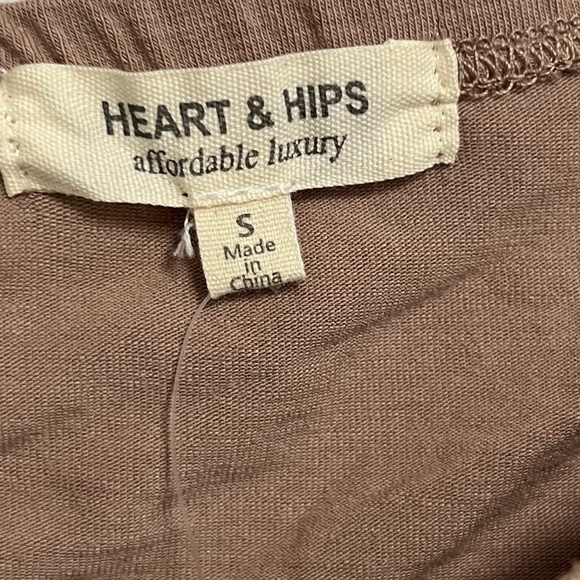 HEART & HIPS
affordable luxury
S
Made
in
China